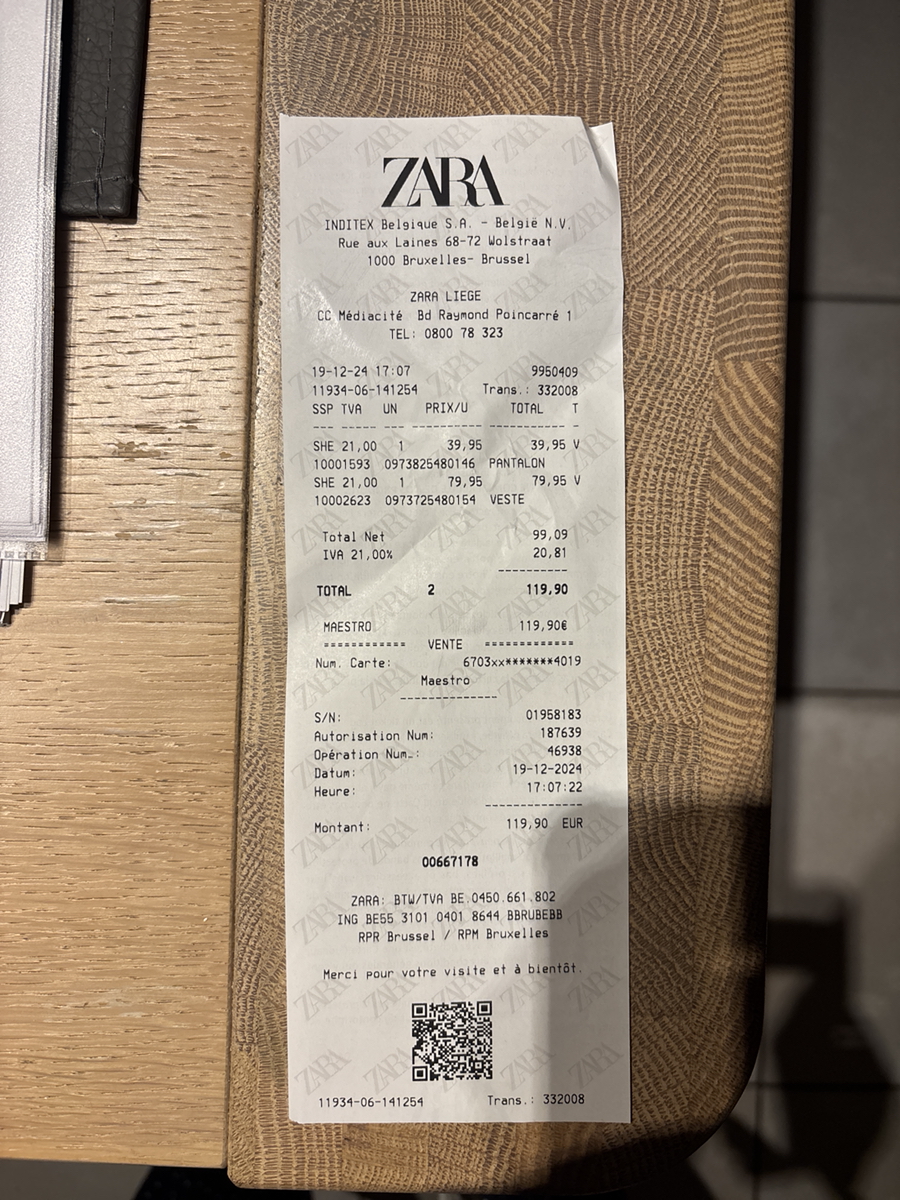 ZARA
INDITEX Belgique S.A. - België N.V.
Rue aux Laines 68-72 Wolstraat
1000 Bruxelles- Brussel
ZARA LIEGE
CC Médiacité Bd Raymond Poincarré 1
TEL: 0800 78 323
19-12-24 17:07 9950409
11934-06-141254 Trans.: 332008
SSP TVA UN PRIX/U TOTAL T
--- ----- --- ---------- ----------- -
SHE 21,00 1 39,95 39,95 V
10001593 0973825480146 PANTALON
SHE 21,00 1 79,95 79,95 V
10002623 0973725480154 VESTE
Total Net 99,09
IVA 21,00% 20,81
----------
TOTAL 2 119,90
MAESTRO 119,90€
============ VENTE ============
Num. Carte: 6703xx*******4019
Maestro
--------------
S/N: 01958183
Autorisation Num: 187639
Opération Num.: 46938
Datum: 19-12-2024
Heure: 17:07:22
--------------
Montant: 119,90 EUR
00667178
ZARA: BTW/TVA BE 0450.661.802
ING BE55 3101 0401 8644 BBRUBEBB
RPR Brussel / RPM Bruxelles
Merci pour votre visite et à bientôt.
11934-06-141254 Trans.: 332008